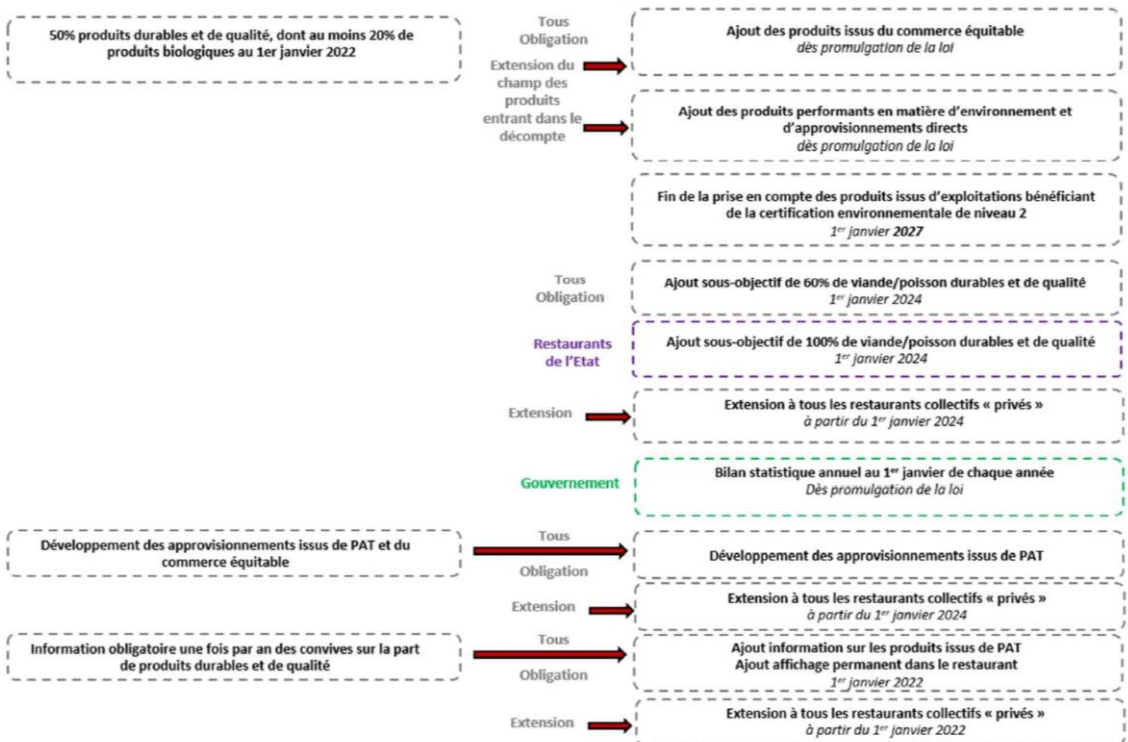 50% produits durables et de qualité, dont au moins 20% de
produits biologiques au 1er janvier 2022
Tous
Obligation
Extension du
champ des
produits
entrant dans le
décompte
Ajout des produits issus du commerce équitable
dès promulgation de la loi
Ajout des produits performants en matière d'environnement et
d'approvisionnements directs
dès promulgation de la loi
Fin de la prise en compte des produits issus d'exploitations bénéficiant
de la certification environnementale de niveau 2
1er janvier 2027
Tous
Obligation
Ajout sous-objectif de 60% de viande/poisson durables et de qualité
1er janvier 2024
Restaurants
de l'Etat
Ajout sous-objectif de 100% de viande/poisson durables et de qualité
1er janvier 2024
Extension
Extension à tous les restaurants collectifs « privés »
à partir du 1er janvier 2024
Gouvernement
Bilan statistique annuel au 1er janvier de chaque année
Dès promulgation de la loi
Développement des approvisionnements issus de PAT et du
commerce équitable
Tous
Obligation
Développement des approvisionnements issus de PAT
Extension
Extension à tous les restaurants collectifs « privés »
à partir du 1er janvier 2024
Information obligatoire une fois par an des convives sur la part
de produits durables et de qualité
Tous
Obligation
Ajout information sur les produits issus de PAT
Ajout affichage permanent dans le restaurant
1er janvier 2022
Extension
Extension à tous les restaurants collectifs « privés »
à partir du 1er janvier 2022